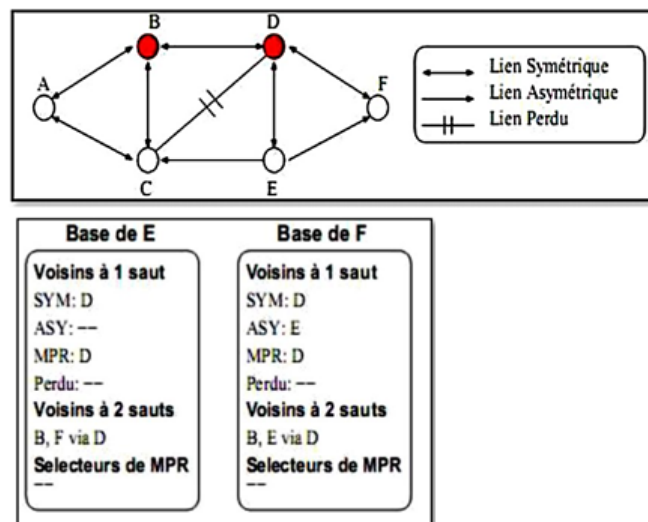 B
D
A
F
C
E
Lien Symétrique
Lien Asymétrique
Lien Perdu
Base de E
Voisins à 1 saut
SYM: D
ASY: --
MPR: D
Perdu: --
Voisins à 2 sauts
B, F via D
Selecteurs de MPR
--
Base de F
Voisins à 1 saut
SYM: D
ASY: E
MPR: D
Perdu: --
Voisins à 2 sauts
B, E via D
Selecteurs de MPR
--